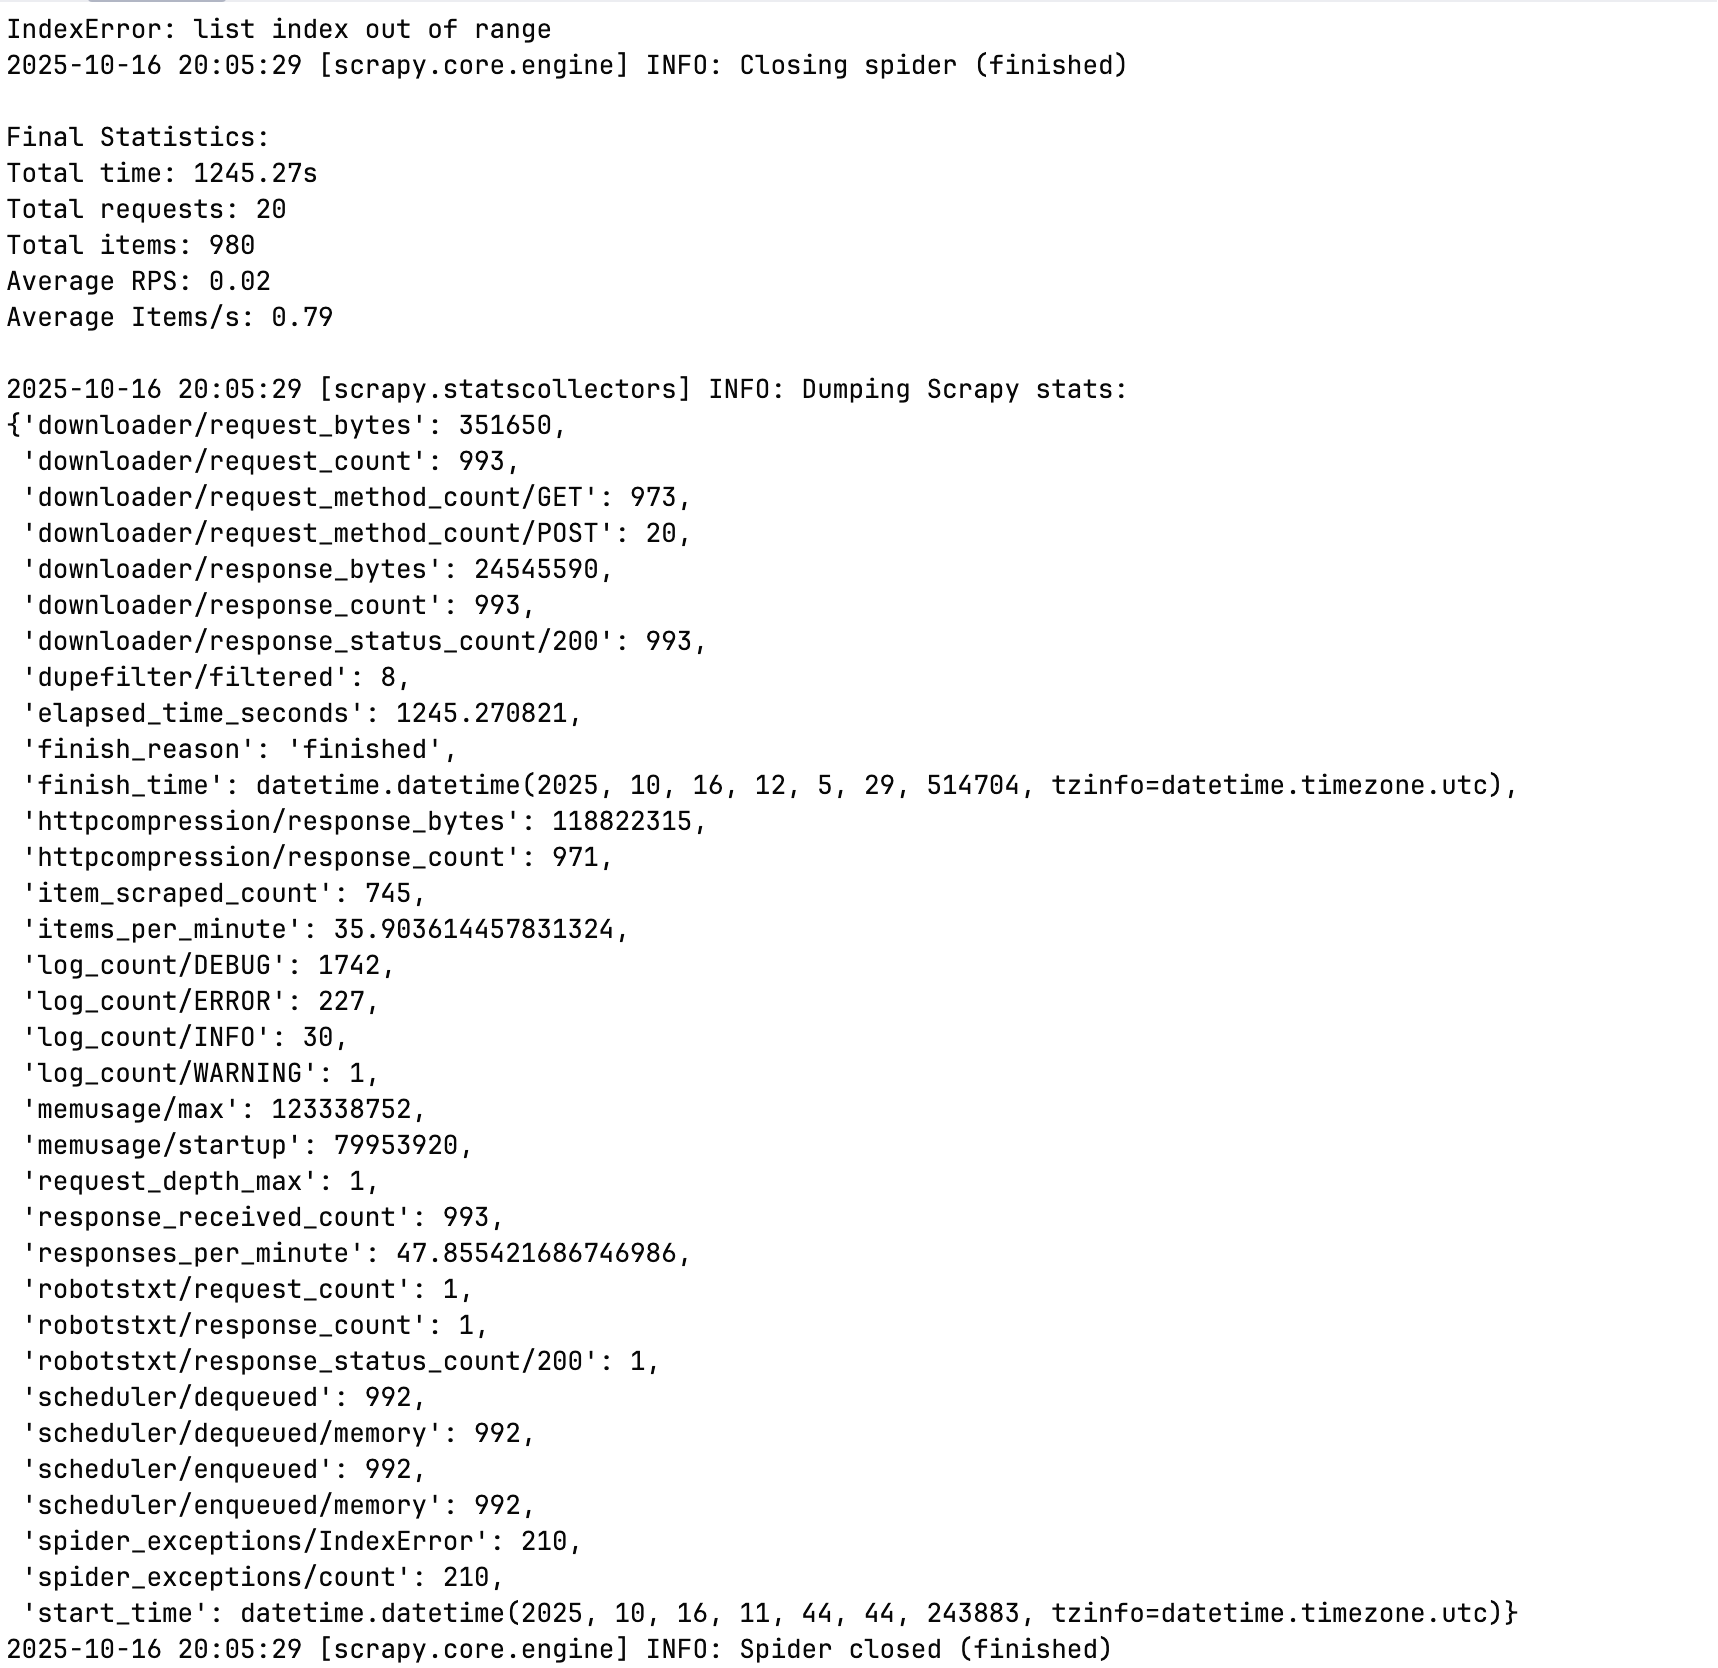 IndexError: list index out of range
2025-10-16 20:05:29 [scrapy.core.engine] INFO: Closing spider (finished)

Final Statistics:
Total time: 1245.27s
Total requests: 20
Total items: 980
Average RPS: 0.02
Average Items/s: 0.79

2025-10-16 20:05:29 [scrapy.statscollectors] INFO: Dumping Scrapy stats:
{'downloader/request_bytes': 351650,
 'downloader/request_count': 993,
 'downloader/request_method_count/GET': 973,
 'downloader/request_method_count/POST': 20,
 'downloader/response_bytes': 24545590,
 'downloader/response_count': 993,
 'downloader/response_status_count/200': 993,
 'dupefilter/filtered': 8,
 'elapsed_time_seconds': 1245.270821,
 'finish_reason': 'finished',
 'finish_time': datetime.datetime(2025, 10, 16, 12, 5, 29, 514704, tzinfo=datetime.timezone.utc),
 'httpcompression/response_bytes': 118822315,
 'httpcompression/response_count': 971,
 'item_scraped_count': 745,
 'items_per_minute': 35.903614457831324,
 'log_count/DEBUG': 1742,
 'log_count/ERROR': 227,
 'log_count/INFO': 30,
 'log_count/WARNING': 1,
 'memusage/max': 123338752,
 'memusage/startup': 79953920,
 'request_depth_max': 1,
 'response_received_count': 993,
 'responses_per_minute': 47.855421686746986,
 'robotstxt/request_count': 1,
 'robotstxt/response_count': 1,
 'robotstxt/response_status_count/200': 1,
 'scheduler/dequeued': 992,
 'scheduler/dequeued/memory': 992,
 'scheduler/enqueued': 992,
 'scheduler/enqueued/memory': 992,
 'spider_exceptions/IndexError': 210,
 'spider_exceptions/count': 210,
 'start_time': datetime.datetime(2025, 10, 16, 11, 44, 44, 243883, tzinfo=datetime.timezone.utc)}
2025-10-16 20:05:29 [scrapy.core.engine] INFO: Spider closed (finished)